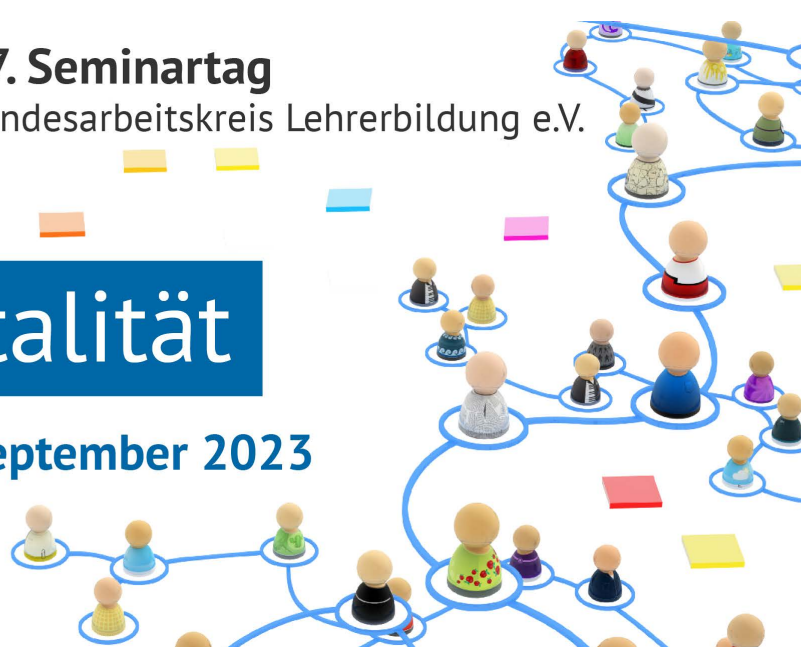 7. Seminartag
ndesarbeitskreis Lehrerbildung e.V.
talität
eptember 2023